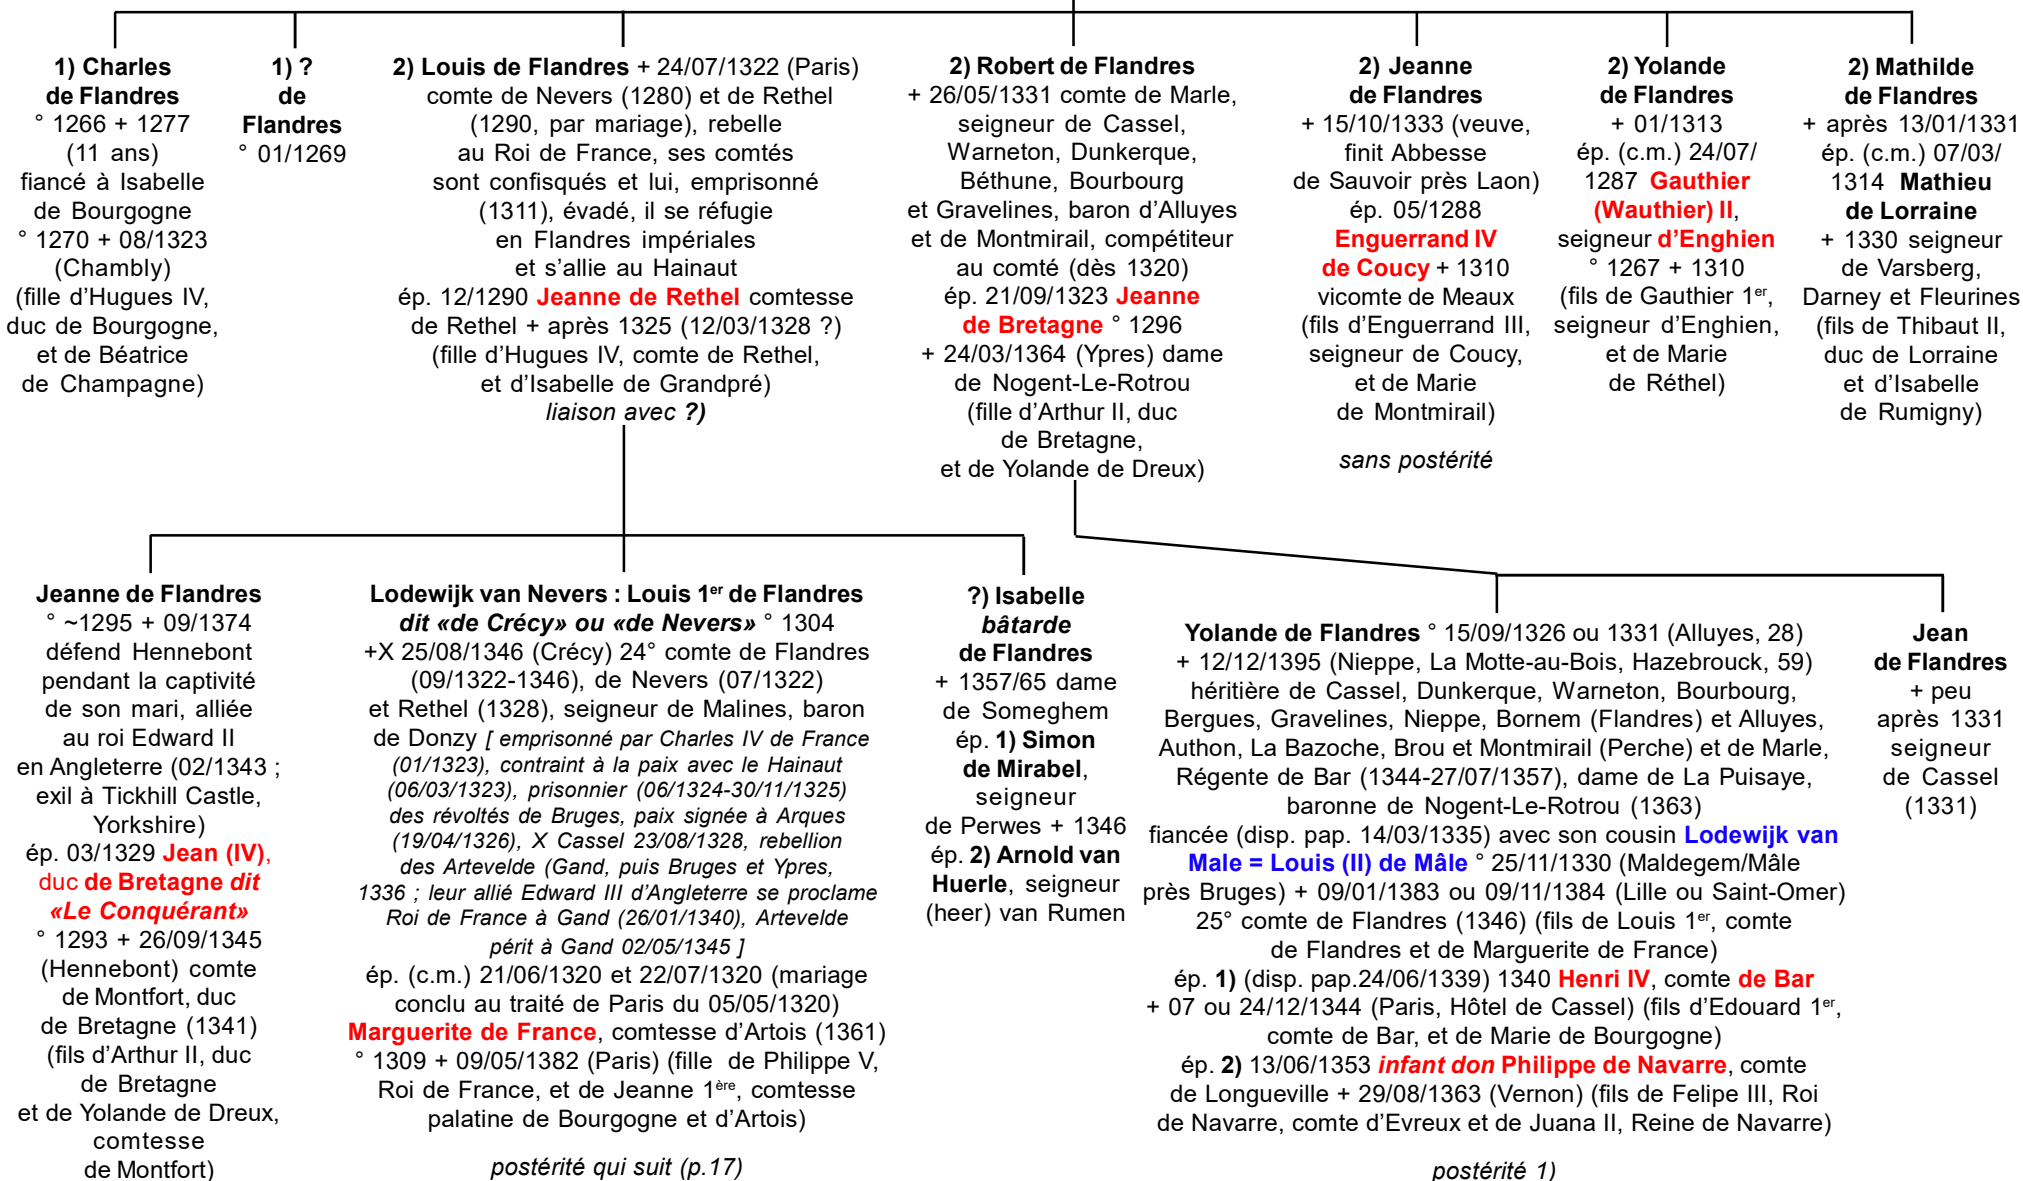 1) Charles
de Flandres
° 1266 + 1277
(11 ans)
fiancé à Isabelle
de Bourgogne
° 1270 + 08/1323
(Chambly)
(fille d’Hugues IV,
duc de Bourgogne,
et de Béatrice
de Champagne)
1) ?
de
Flandres
° 01/1269
2) Louis de Flandres + 24/07/1322 (Paris)
comte de Nevers (1280) et de Rethel
(1290, par mariage), rebelle
au Roi de France, ses comtés
sont confisqués et lui, emprisonné
(1311), évadé, il se réfugie
en Flandres impériales
et s’allie au Hainaut
ép. 12/1290 Jeanne de Rethel comtesse
de Rethel + après 1325 (12/03/1328 ?)
(fille d’Hugues IV, comte de Rethel,
et d’Isabelle de Grandpré)
liaison avec ?)
2) Robert de Flandres
+ 26/05/1331 comte de Marle,
seigneur de Cassel,
Warneton, Dunkerque,
Béthune, Bourbourg
et Gravelines, baron d’Alluyes
et de Montmirail, compétiteur
au comté (dès 1320)
ép. 21/09/1323 Jeanne
de Bretagne ° 1296
+ 24/03/1364 (Ypres) dame
de Nogent-Le-Rotrou
(fille d’Arthur II, duc
de Bretagne,
et de Yolande de Dreux)
2) Jeanne
de Flandres
+ 15/10/1333 (veuve,
finit Abbesse
de Sauvoir près Laon)
ép. 05/1288
Enguerrand IV
de Coucy + 1310
vicomte de Meaux
(fils d’Enguerrand III,
seigneur de Coucy,
et de Marie
de Montmirail)
sans postérité
2) Yolande
de Flandres
+ 01/1313
ép. (c.m.) 24/07/
1287 Gauthier
(Wauthier) II,
seigneur d’Enghien
° 1267 + 1310
(fils de Gauthier 1er,
seigneur d’Enghien,
et de Marie
de Réthel)
2) Mathilde
de Flandres
+ après 13/01/1331
ép. (c.m.) 07/03/
1314 Mathieu
de Lorraine
+ 1330 seigneur
de Varsberg,
Darney et Fleurines
(fils de Thibaut II,
duc de Lorraine
et d’Isabelle
de Rumigny)
Jeanne de Flandres
° ~1295 + 09/1374
défend Hennebont
pendant la captivité
de son mari, alliée
au roi Edward II
en Angleterre (02/1343 ;
exil à Tickhill Castle,
Yorkshire)
ép. 03/1329 Jean (IV),
duc de Bretagne dit
«Le Conquérant»
° 1293 + 26/09/1345
(Hennebont) comte
de Montfort, duc
de Bretagne (1341)
(fils d’Arthur II, duc
de Bretagne
et de Yolande de Dreux,
comtesse
de Montfort)
Lodewijk van Nevers : Louis 1er de Flandres
dit «de Crécy» ou «de Nevers» ° 1304
+X 25/08/1346 (Crécy) 24° comte de Flandres
(09/1322-1346), de Nevers (07/1322)
et Rethel (1328), seigneur de Malines, baron
de Donzy [ emprisonné par Charles IV de France
(01/1323), contraint à la paix avec le Hainaut
(06/03/1323), prisonnier (06/1324-30/11/1325)
des révoltés de Bruges, paix signée à Arques
(19/04/1326), X Cassel 23/08/1328, rebellion
des Artevelde (Gand, puis Bruges et Ypres,
1336 ; leur allié Edward III d’Angleterre se proclame
Roi de France à Gand (26/01/1340), Artevelde
périt à Gand 02/05/1345 ]
ép. (c.m.) 21/06/1320 et 22/07/1320 (mariage
conclu au traité de Paris du 05/05/1320)
Marguerite de France, comtesse d’Artois (1361)
° 1309 + 09/05/1382 (Paris) (fille de Philippe V,
Roi de France, et de Jeanne 1ère, comtesse
palatine de Bourgogne et d’Artois)
postérité qui suit (p.17)
?) Isabelle
bâtarde
de Flandres
+ 1357/65 dame
de Someghem
ép. 1) Simon
de Mirabel,
seigneur
de Perwes + 1346
ép. 2) Arnold van
Huerle, seigneur
(heer) van Rumen
Yolande de Flandres ° 15/09/1326 ou 1331 (Alluyes, 28)
+ 12/12/1395 (Nieppe, La Motte-au-Bois, Hazebrouck, 59)
héritière de Cassel, Dunkerque, Warneton, Bourbourg,
Bergues, Gravelines, Nieppe, Bornem (Flandres) et Alluyes,
Authon, La Bazoche, Brou et Montmirail (Perche) et de Marle,
Régente de Bar (1344-27/07/1357), dame de La Puisaye,
baronne de Nogent-Le-Rotrou (1363)
fiancée (disp. pap. 14/03/1335) avec son cousin Lodewijk van
Male = Louis (II) de Mâle ° 25/11/1330 (Maldegem/Mâle
près Bruges) + 09/01/1383 ou 09/11/1384 (Lille ou Saint-Omer)
25° comte de Flandres (1346) (fils de Louis 1er, comte
de Flandres et de Marguerite de France)
ép. 1) (disp. pap.24/06/1339) 1340 Henri IV, comte de Bar
+ 07 ou 24/12/1344 (Paris, Hôtel de Cassel) (fils d’Edouard 1er,
comte de Bar, et de Marie de Bourgogne)
ép. 2) 13/06/1353 infant don Philippe de Navarre, comte
de Longueville + 29/08/1363 (Vernon) (fils de Felipe III, Roi
de Navarre, comte d’Evreux et de Juana II, Reine de Navarre)
postérité 1)
Jean
de Flandres
+ peu
après 1331
seigneur
de Cassel
(1331)